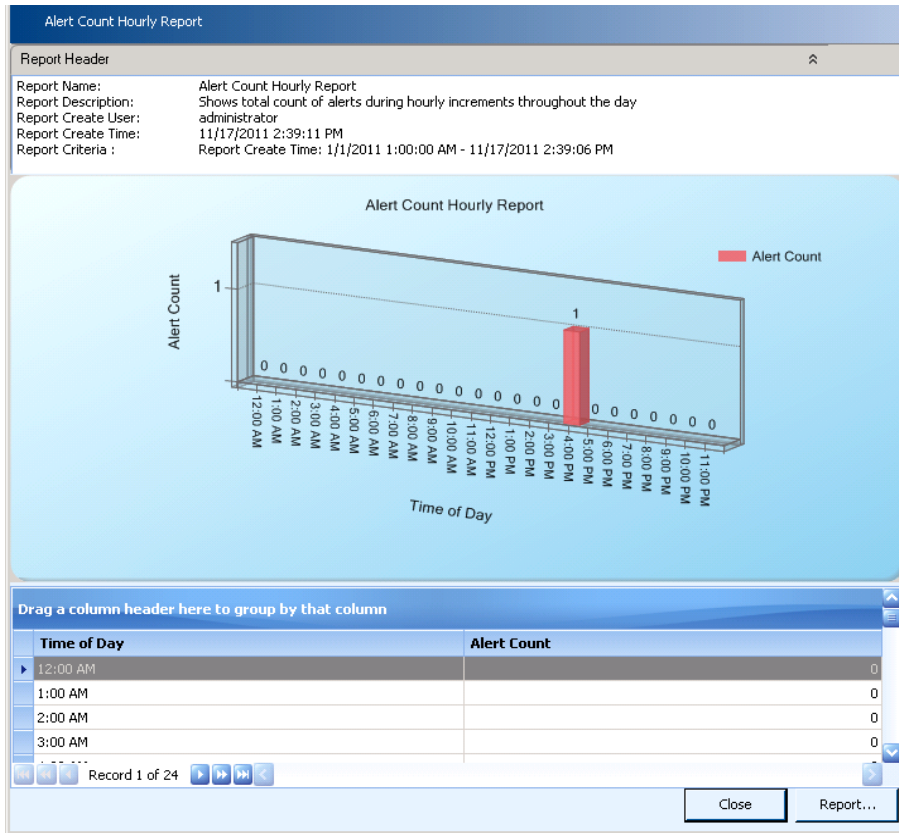 Alert Count Hourly Report
Report Header
Report Name: Alert Count Hourly Report
Report Description: Shows total count of alerts during hourly increments throughout the day
Report Create User: administrator
Report Create Time: 11/17/2011 2:39:11 PM
Report Criteria : Report Create Time: 1/1/2011 1:00:00 AM - 11/17/2011 2:39:06 PM
Alert Count Hourly Report
Alert Count
Alert Count
1
0 0 0 0 0 0 0 0 0 0 0 0 0 0 0 0 1 0 0 0 0 0 0 0
12:00 AM 1:00 AM 2:00 AM 3:00 AM 4:00 AM 5:00 AM 6:00 AM 7:00 AM 8:00 AM 9:00 AM 10:00 AM 11:00 AM 12:00 PM 1:00 PM 2:00 PM 3:00 PM 4:00 PM 5:00 PM 6:00 PM 7:00 PM 8:00 PM 9:00 PM 10:00 PM 11:00 PM
Time of Day
Drag a column header here to group by that column
Time of Day Alert Count
12:00 AM 0
1:00 AM 0
2:00 AM 0
3:00 AM 0
Record 1 of 24
Close Report...